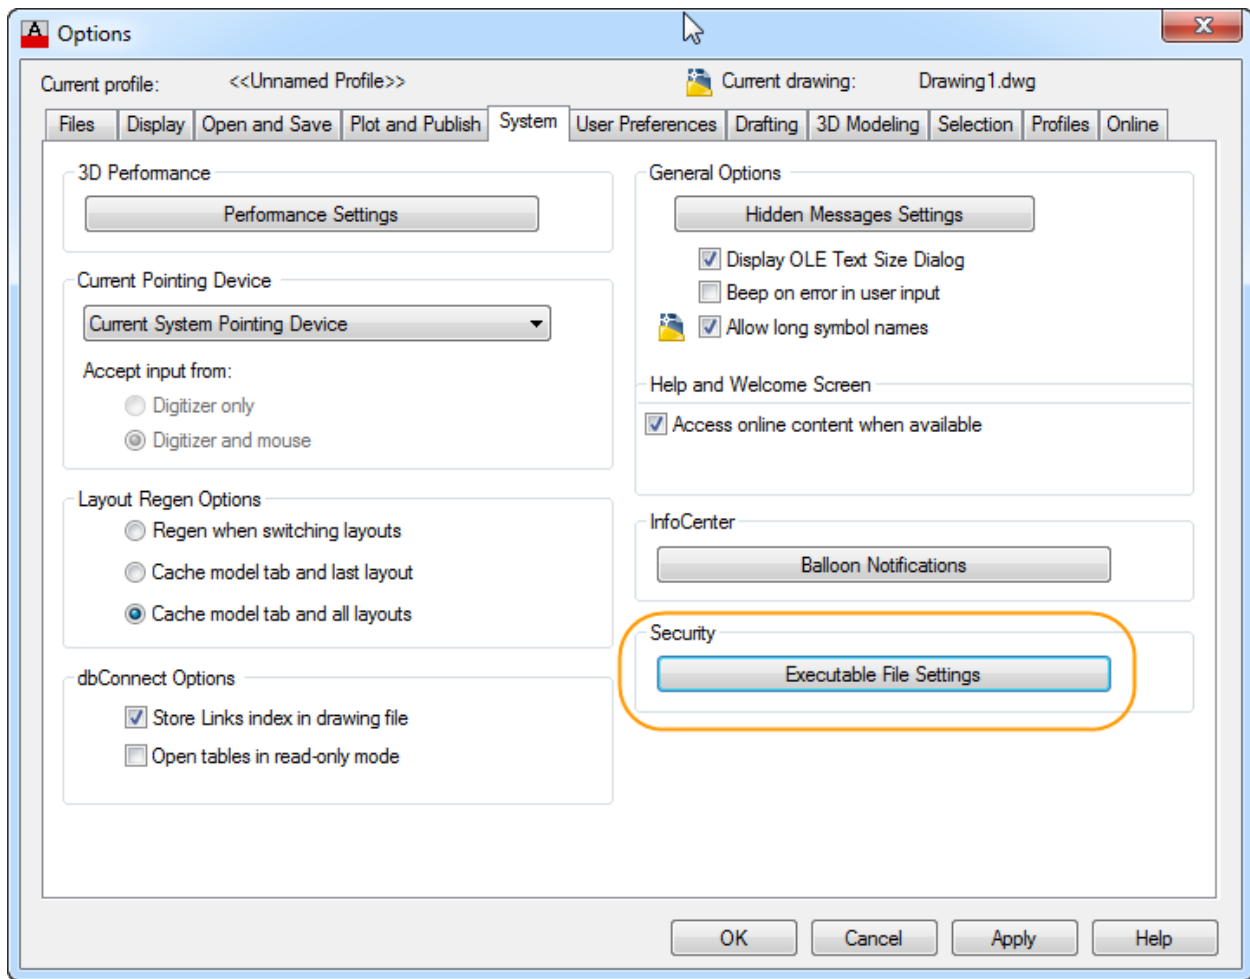 A Options
Current profile: <<Unnamed Profile>> Current drawing: Drawing1.dwg
Files Display Open and Save Plot and Publish System User Preferences Drafting 3D Modeling Selection Profiles Online
3D Performance
Performance Settings
Current Pointing Device
Current System Pointing Device
Accept input from:
Digitizer only
Digitizer and mouse
Layout Regen Options
Regen when switching layouts
Cache model tab and last layout
Cache model tab and all layouts
dbConnect Options
Store Links index in drawing file
Open tables in read-only mode
General Options
Hidden Messages Settings
Display OLE Text Size Dialog
Beep on error in user input
Allow long symbol names
Help and Welcome Screen
Access online content when available
InfoCenter
Balloon Notifications
Security
Executable File Settings
OK Cancel Apply Help